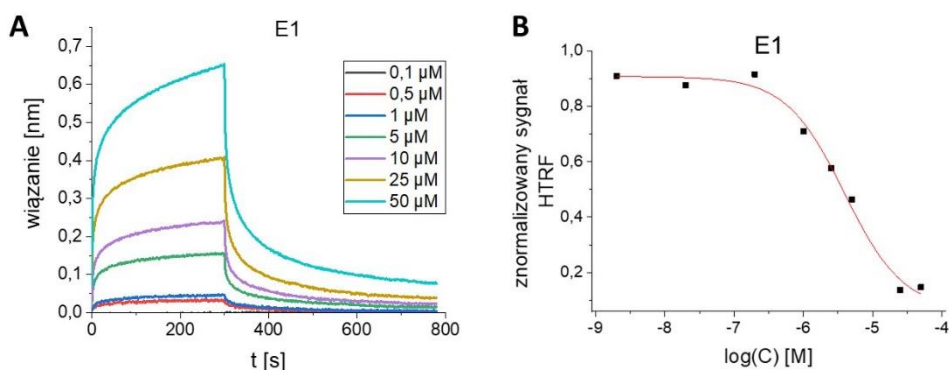 A
E1
wiązanie [nm]
0,7
0,6
0,5
0,4
0,3
0,2
0,1
0,0
0,1 µM
0,5 µM
1 µM
5 µM
10 µM
25 µM
50 µM
0 200 400 600 800
t [s]
B
E1
znormalizowany sygnał
HTRF
1,0
0,8
0,6
0,4
0,2
-9 -8 -7 -6 -5 -4
log(C) [M]